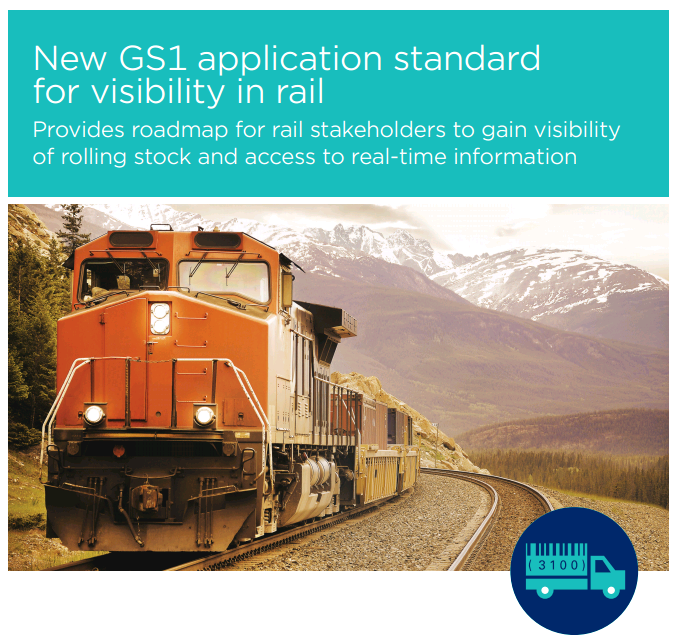 New GS1 application standard
for visibility in rail
Provides roadmap for rail stakeholders to gain visibility
of rolling stock and access to real-time information
(3100)